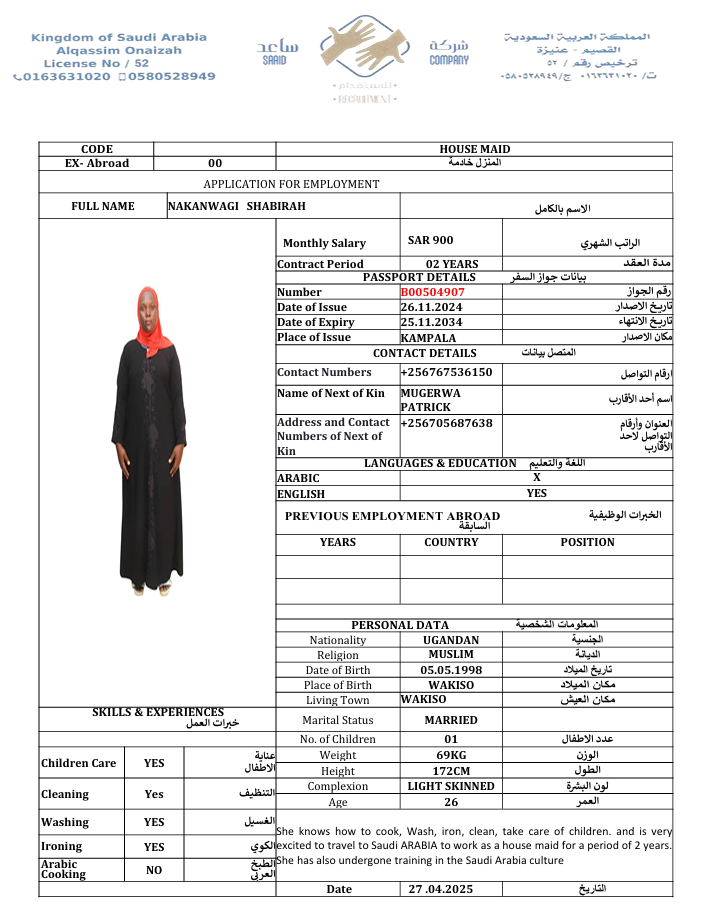 Kingdom of Saudi Arabia
Alqassim Onaizah
License No / 52
0163631020 0580528949
ساعد
SAAID
شركة
COMPANY
للاستقدام
RECRUITMENT
المملكة العربية السعودية
القصيم - عنيزة
ترخيص رقم / ٥٢
ت/ ٠١٦٣٦٣١٠٢٠ ج/ ٠٥٨٠٥٢٨٩٤٩
CODE HOUSE MAID
EX- Abroad 00 المنزل خادمة
APPLICATION FOR EMPLOYMENT
FULL NAME NAKANWAGI SHABIRAH الاسم بالكامل
Monthly Salary SAR 900 الراتب الشهري
Contract Period 02 YEARS مدة العقد
PASSPORT DETAILS بيانات جواز السفر
Number B00504907 رقم الجواز
Date of Issue 26.11.2024 تاريخ الاصدار
Date of Expiry 25.11.2034 تاريخ الانتهاء
Place of Issue KAMPALA مكان الاصدار
CONTACT DETAILS المتصل بيانات
Contact Numbers +256767536150 ارقام التواصل
Name of Next of Kin MUGERWA PATRICK اسم أحد الأقارب
Address and Contact Numbers of Next of Kin +256705687638 العنوان وأرقام التواصل لاحد الأقارب
LANGUAGES & EDUCATION اللغة والتعليم
ARABIC X
ENGLISH YES
PREVIOUS EMPLOYMENT ABROAD الخبرات الوظيفية
السابقة
YEARS COUNTRY POSITION
PERSONAL DATA المعلومات الشخصية
Nationality UGANDAN الجنسية
Religion MUSLIM الديانة
Date of Birth 05.05.1998 تاريخ الميلاد
Place of Birth WAKISO مكان الميلاد
Living Town WAKISO مكان العيش
SKILLS & EXPERIENCES
خبرات العمل
Marital Status MARRIED
No. of Children 01 عدد الاطفال
Weight 69KG الوزن
Height 172CM الطول
Complexion LIGHT SKINNED لون البشرة
Age 26 العمر
Children Care YES عناية الاطفال
Cleaning Yes التنظيف
Washing YES الغسيل
Ironing YES الكوي
Arabic Cooking NO الطبخ العربي
She knows how to cook, Wash, iron, clean, take care of children. and is very
excited to travel to Saudi ARABIA to work as a house maid for a period of 2 years.
She has also undergone training in the Saudi Arabia culture
Date 27 .04.2025 التاريخ